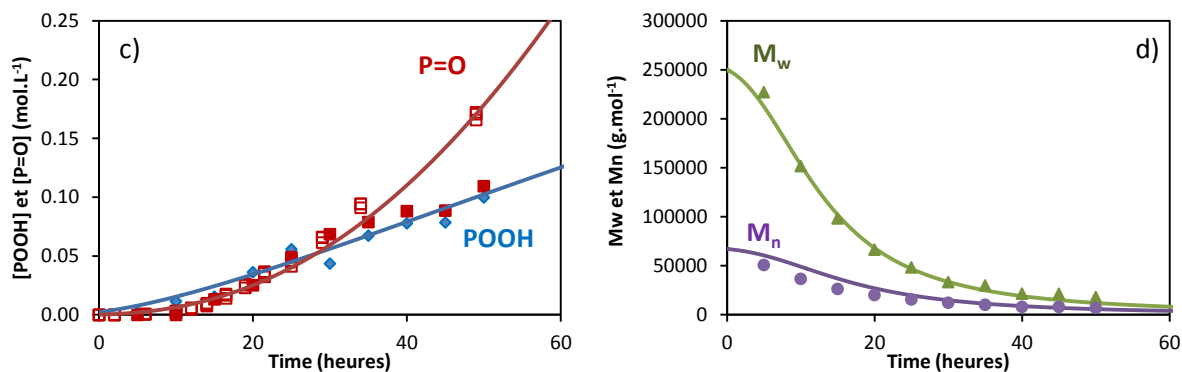 c)
P=O
POOH
[POOH] et [P=O] (mol.L-1)
0.25
0.20
0.15
0.10
0.05
0.00
0 20 40 60
Time (heures)
d)
Mw
Mn
Mw et Mn (g.mol-1)
300000
250000
200000
150000
100000
50000
0
0 20 40 60
Time (heures)